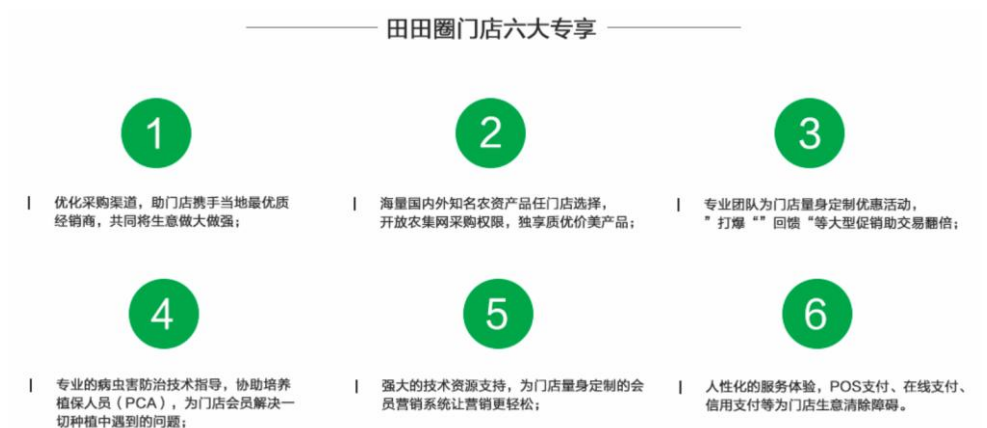 田田圈门店六大专享
1
2
3
优化采购渠道，助门店携手当地最优质
经销商，共同将生意做大做强；
海量国内外知名农资产品任门店选择，
开放农集网采购权限，独享质优价美产品；
专业团队为门店量身定制优惠活动，
”打爆“”回馈“等大型促销助交易翻倍；
4
5
6
专业的病虫害防治技术指导，协助培养
植保人员（PCA），为门店会员解决一
切种植中遇到的问题；
强大的技术资源支持，为门店量身定制的会
员营销系统让营销更轻松；
人性化的服务体验，POS支付、在线支付、
信用支付等为门店生意清除障碍。